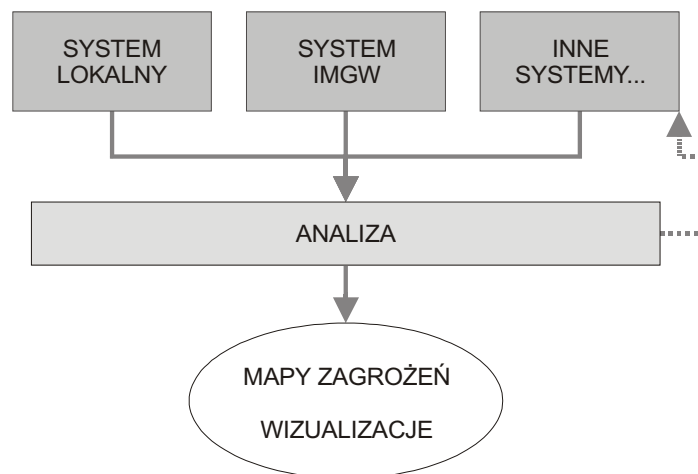 SYSTEM
LOKALNY
SYSTEM
IMGW
INNE
SYSTEMY...
ANALIZA
MAPY ZAGROŻEŃ
WIZUALIZACJE